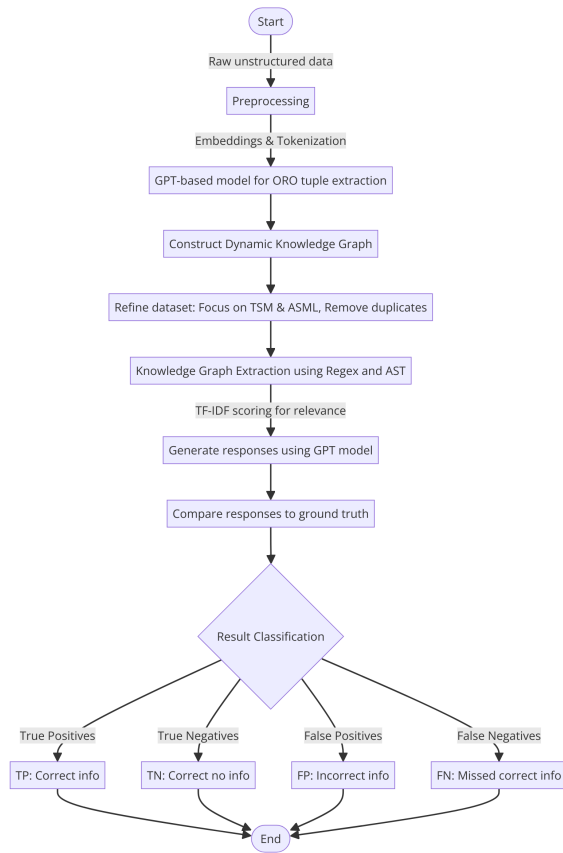 Start
Raw unstructured data
Preprocessing
Embeddings & Tokenization
GPT-based model for ORO tuple extraction
Construct Dynamic Knowledge Graph
Refine dataset: Focus on TSM & ASML, Remove duplicates
Knowledge Graph Extraction using Regex and AST
TF-IDF scoring for relevance
Generate responses using GPT model
Compare responses to ground truth
Result Classification
True Positives
True Negatives
False Positives
False Negatives
TP: Correct info
TN: Correct no info
FP: Incorrect info
FN: Missed correct info
End